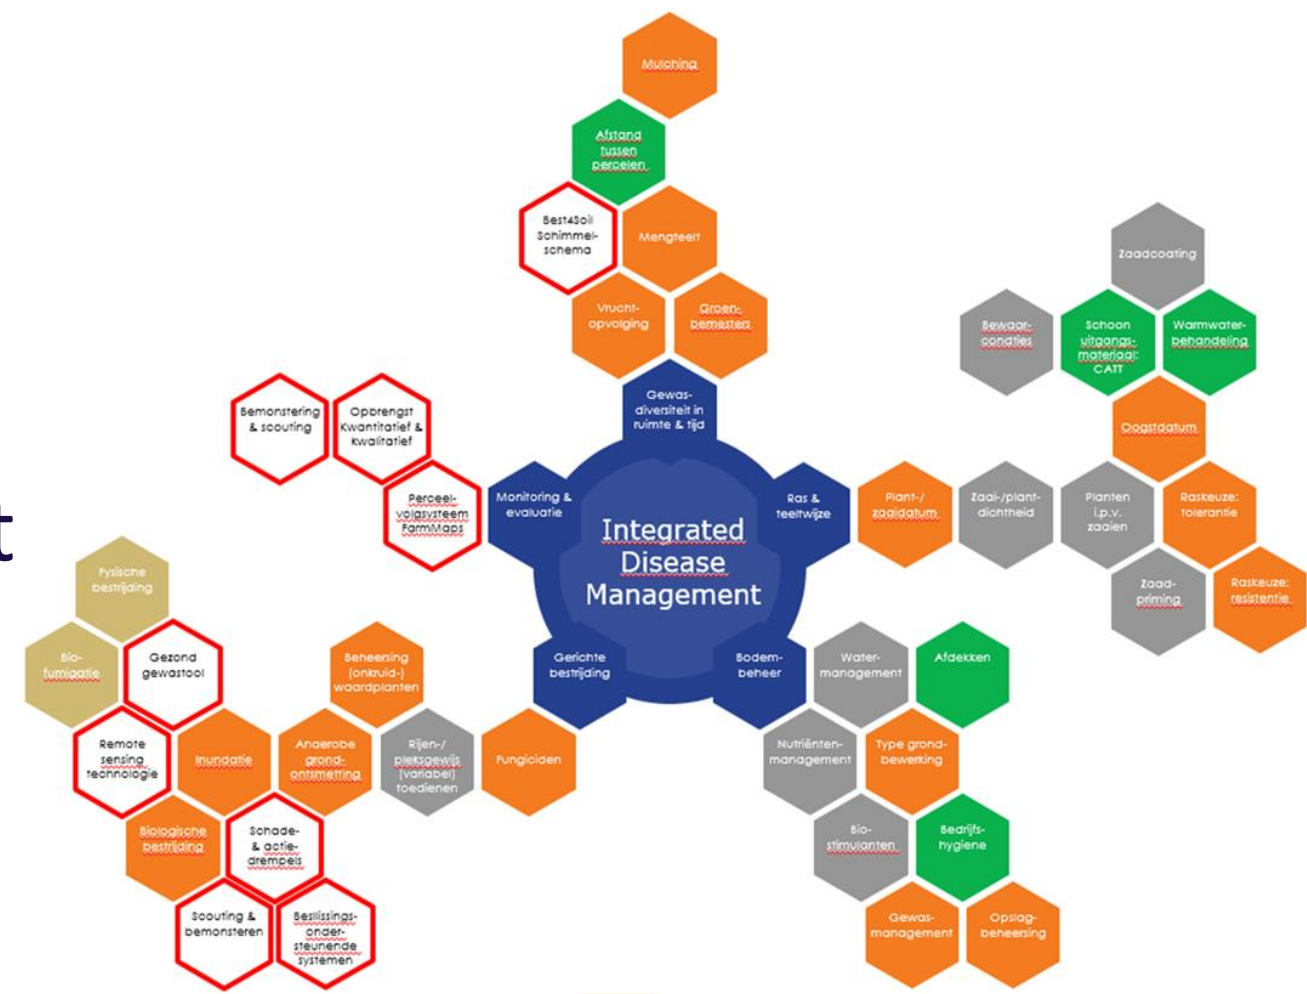 Mulching
Afstand
tussen
percelen
Best4Soil
Schimmel-
schema
Mengteelt
Vrucht-
opvolging
Groen-
bemesters
Gewas-
diversiteit in
ruimte & tijd
Zaadcoating
Bewaar-
condties
Schoon
uitgangs-
materiaal:
CATT
Warmwater-
behandeling
Oogstdatum
Bemonstering
& scouting
Opbrengst
Kwantitatief &
kwalitatief
Perceel-
volgsysteem
FarmMaps
Monitoring &
evaluatie
Integrated
Disease
Management
Ras &
teeltwijze
Plant-/
zaaidatum
Zaai-/plant-
dichtheid
Planten
i.p.v.
zaaien
Raskeuze:
tolerantie
Zaad-
priming
Raskeuze:
resistentie
t
Fysische
bestrijding
Bio-
fumigatie
Gezond
gewastool
Beheersing
(onkruid-)
waardplanten
Gerichte
bestrijding
Remote
sensing
technologie
Inundatie
Anaerobe
grond-
ontsmetting
Rijen-/
pleksgewijs
(variabel)
toedienen
Fungiciden
Biologische
bestrijding
Schade-
& actie-
drempels
Scouting &
bemonsteren
Beslissings-
onder-
steunende
systemen
Bodem-
beheer
Water-
management
Afdekken
Nutriënten-
management
Type grond-
bewerking
Bio-
stimulanten
Bedrijfs-
hygiene
Gewas-
management
Opslag-
beheersing